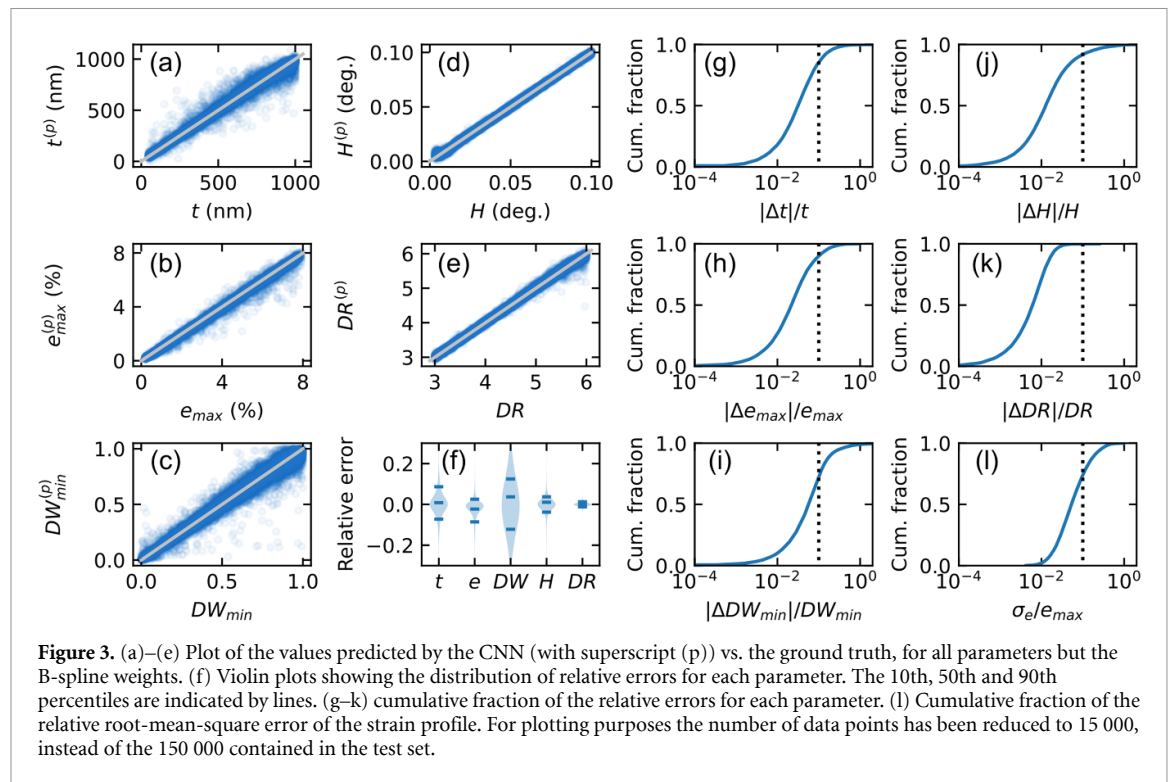 (a)
1000
500
0
t^(p) (nm)
0 500 1000
t (nm)
(d)
0.10
0.05
0.00
H^(p) (deg.)
0.00 0.05 0.10
H (deg.)
(g)
1.0
0.5
0.0
Cum. fraction
10^−4 10^−2 10^0
|Δt|/t
(j)
1.0
0.5
0.0
Cum. fraction
10^−4 10^−2 10^0
|ΔH|/H
(b)
8
4
0
e_max^(p) (%)
0 4 8
e_max (%)
(e)
6
5
4
3
DR^(p)
3 4 5 6
DR
(h)
1.0
0.5
0.0
Cum. fraction
10^−4 10^−2 10^0
|Δe_max|/e_max
(k)
1.0
0.5
0.0
Cum. fraction
10^−4 10^−2 10^0
|ΔDR|/DR
(c)
1.0
0.5
0.0
DW_min^(p)
0.0 0.5 1.0
DW_min
(f)
0.2
0.0
−0.2
Relative error
t e DW H DR
(i)
1.0
0.5
0.0
Cum. fraction
10^−4 10^−2 10^0
|ΔDW_min|/DW_min
(l)
1.0
0.5
0.0
Cum. fraction
10^−4 10^−2 10^0
σ_e/e_max
Figure 3. (a)–(e) Plot of the values predicted by the CNN (with superscript (p)) vs. the ground truth, for all parameters but the
B-spline weights. (f) Violin plots showing the distribution of relative errors for each parameter. The 10th, 50th and 90th
percentiles are indicated by lines. (g–k) cumulative fraction of the relative errors for each parameter. (l) Cumulative fraction of the
relative root-mean-square error of the strain profile. For plotting purposes the number of data points has been reduced to 15 000,
instead of the 150 000 contained in the test set.